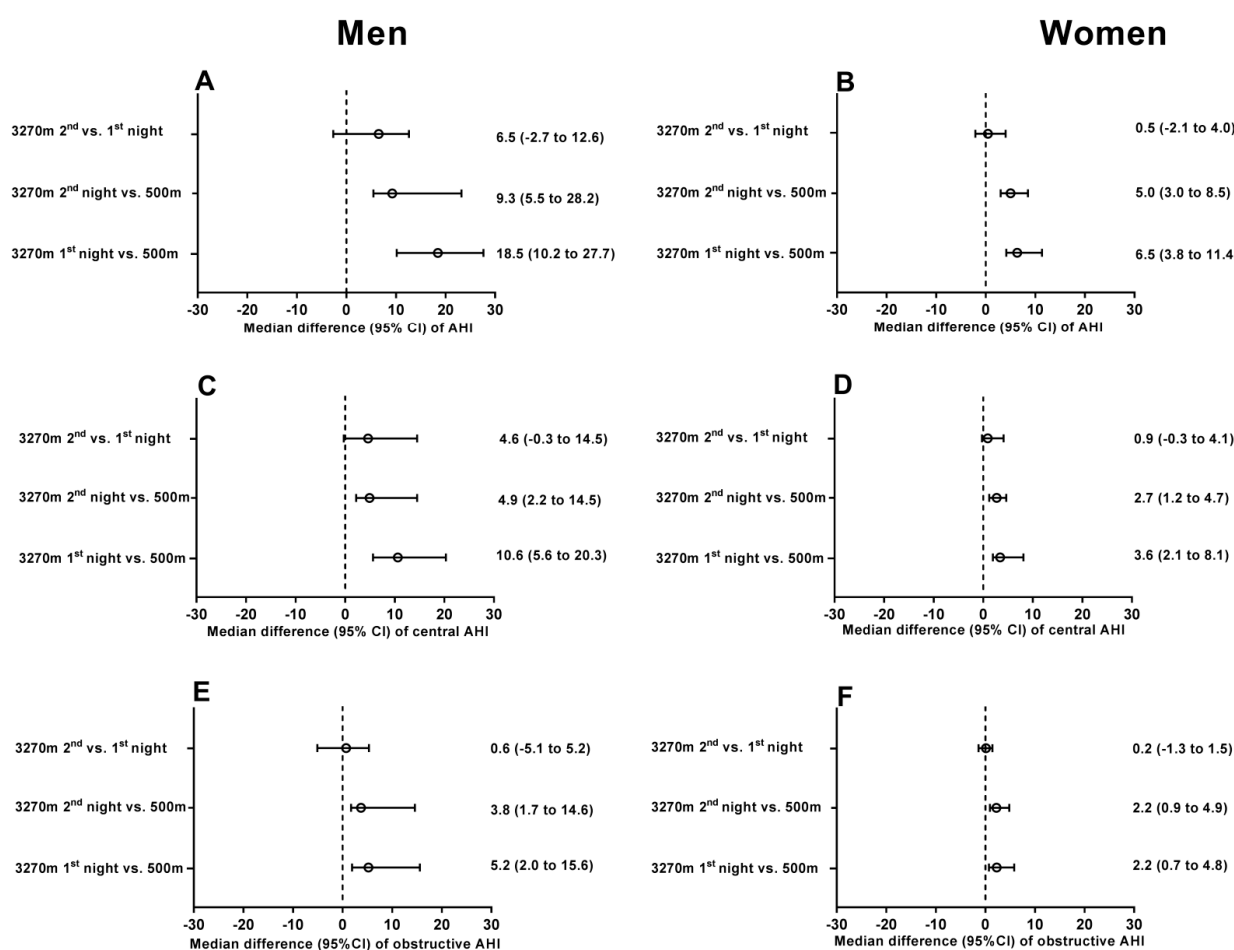 Men
Women
A
3270m 2nd vs. 1st night
6.5 (-2.7 to 12.6)
3270m 2nd night vs. 500m
9.3 (5.5 to 28.2)
3270m 1st night vs. 500m
18.5 (10.2 to 27.7)
-30 -20 -10 0 10 20 30
Median difference (95% CI) of AHI
B
3270m 2nd vs. 1st night
0.5 (-2.1 to 4.0)
3270m 2nd night vs. 500m
5.0 (3.0 to 8.5)
3270m 1st night vs. 500m
6.5 (3.8 to 11.4
-30 -20 -10 0 10 20 30
Median difference (95% CI) of AHI
C
3270m 2nd vs. 1st night
4.6 (-0.3 to 14.5)
3270m 2nd night vs. 500m
4.9 (2.2 to 14.5)
3270m 1st night vs. 500m
10.6 (5.6 to 20.3)
-30 -20 -10 0 10 20 30
Median difference (95% CI) of central AHI
D
3270m 2nd vs. 1st night
0.9 (-0.3 to 4.1)
3270m 2nd night vs. 500m
2.7 (1.2 to 4.7)
3270m 1st night vs. 500m
3.6 (2.1 to 8.1)
-30 -20 -10 0 10 20 30
Median difference (95% CI) of central AHI
E
3270m 2nd vs. 1st night
0.6 (-5.1 to 5.2)
3270m 2nd night vs. 500m
3.8 (1.7 to 14.6)
3270m 1st night vs. 500m
5.2 (2.0 to 15.6)
-30 -20 -10 0 10 20 30
Median difference (95%CI) of obstructive AHI
F
3270m 2nd vs. 1st night
0.2 (-1.3 to 1.5)
3270m 2nd night vs. 500m
2.2 (0.9 to 4.9)
3270m 1st night vs. 500m
2.2 (0.7 to 4.8)
-30 -20 -10 0 10 20 30
Median difference (95%CI) of obstructive AHI